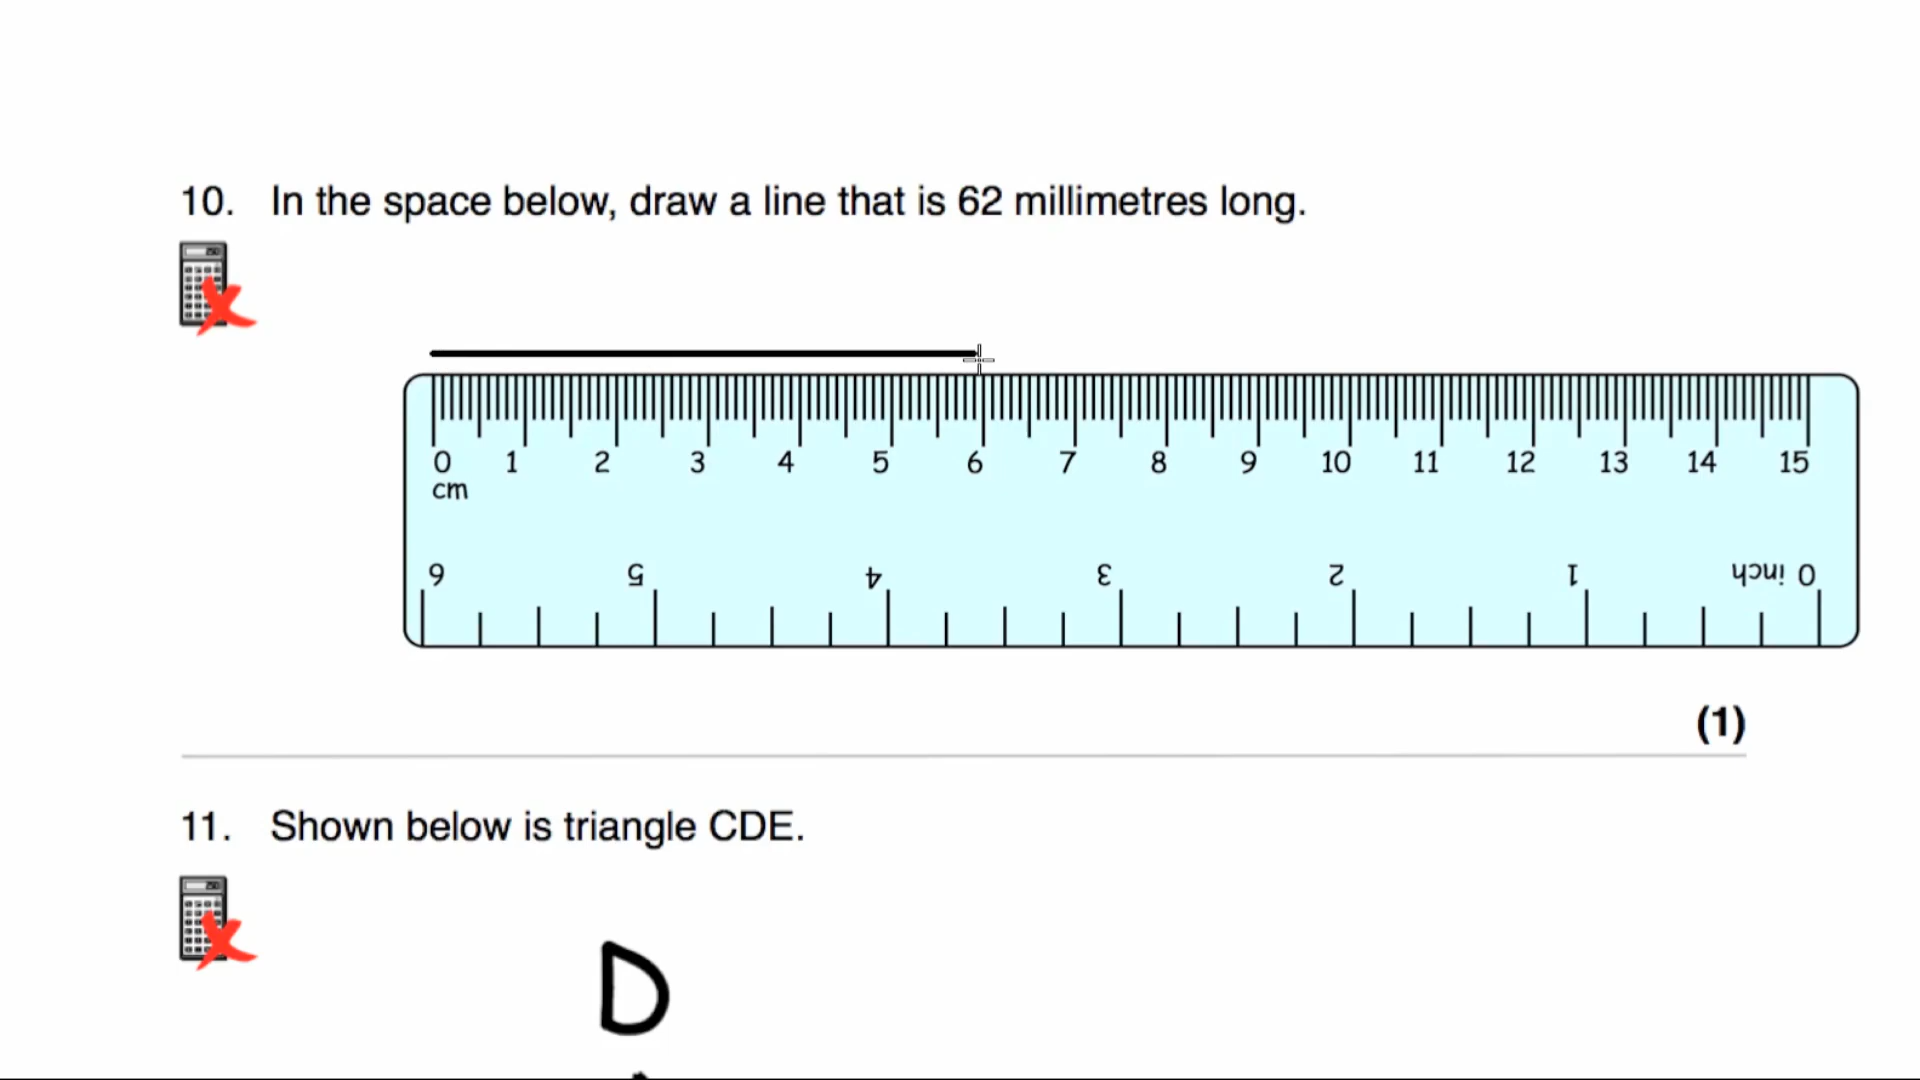 10. In the space below, draw a line that is 62 millimetres long.
0 1 2 3 4 5 6 7 8 9 10 11 12 13 14 15
cm
6 5 4 3 2 1 0 inch
(1)
11. Shown below is triangle CDE.
D